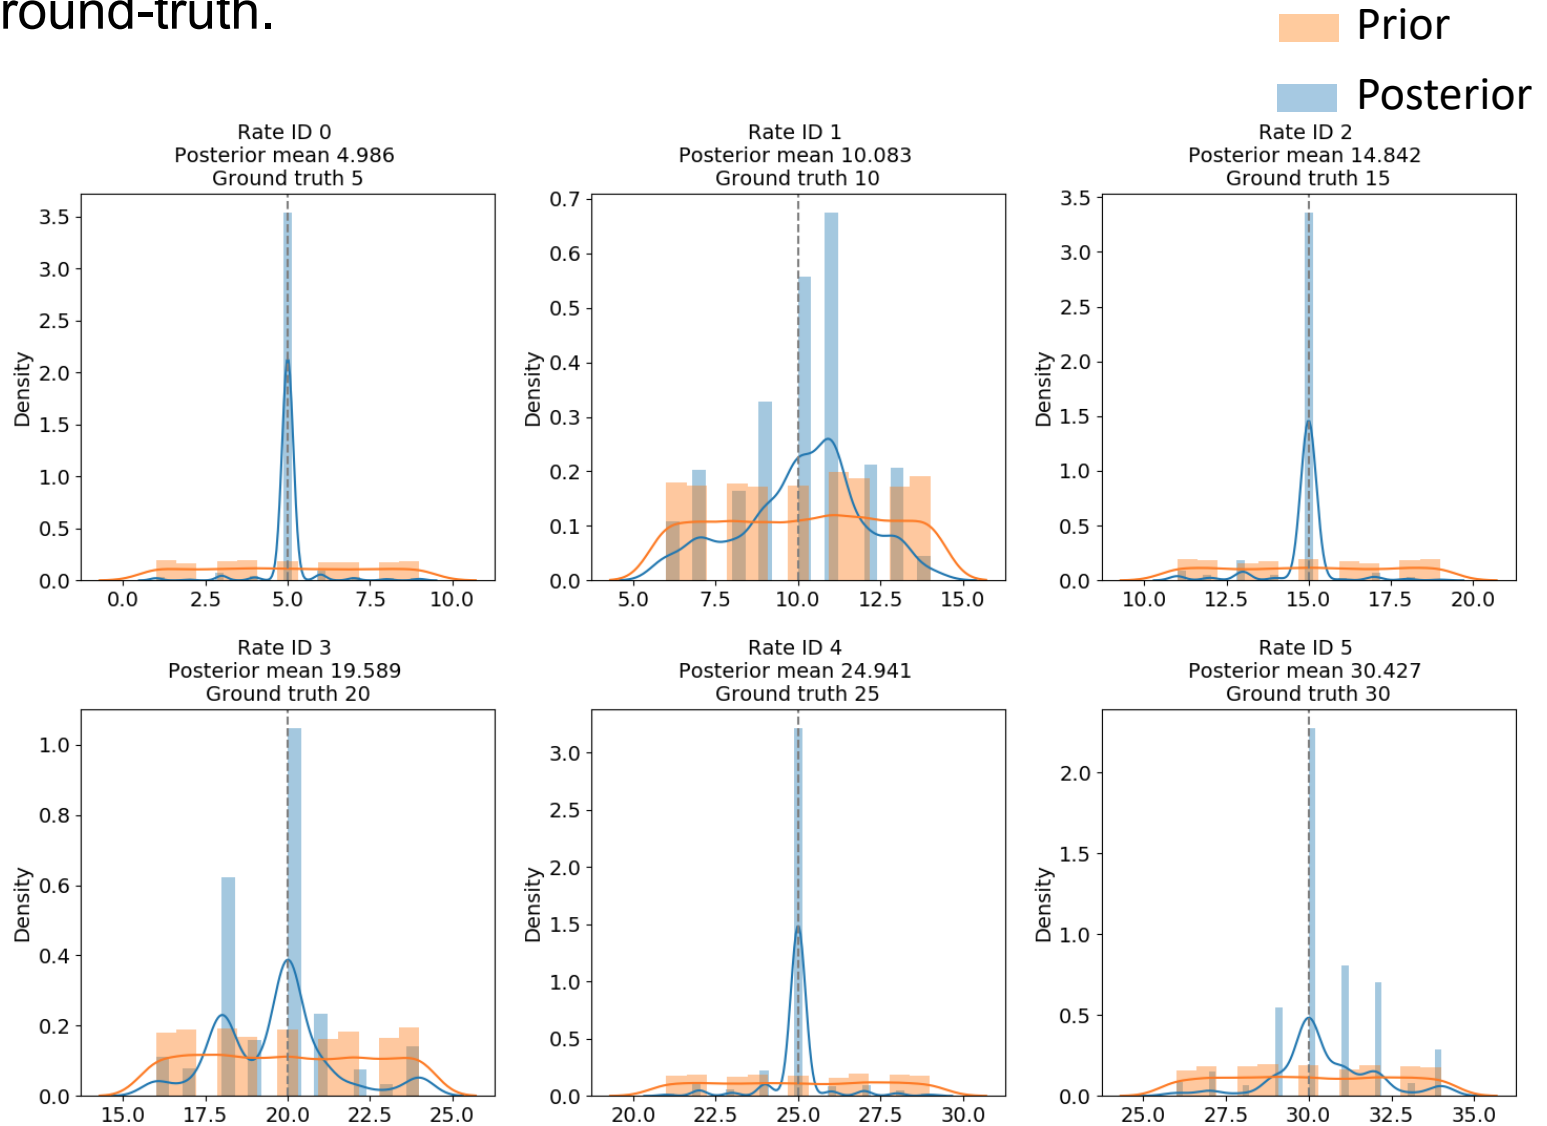 round-truth.
Prior
Posterior
Rate ID 0
Posterior mean 4.986
Ground truth 5
Rate ID 1
Posterior mean 10.083
Ground truth 10
Rate ID 2
Posterior mean 14.842
Ground truth 15
Density
3.5
3.0
2.5
2.0
1.5
1.0
0.5
0.0
0.0 2.5 5.0 7.5 10.0
Density
0.7
0.6
0.5
0.4
0.3
0.2
0.1
0.0
5.0 7.5 10.0 12.5 15.0
Density
3.5
3.0
2.5
2.0
1.5
1.0
0.5
0.0
10.0 12.5 15.0 17.5 20.0
Rate ID 3
Posterior mean 19.589
Ground truth 20
Rate ID 4
Posterior mean 24.941
Ground truth 25
Rate ID 5
Posterior mean 30.427
Ground truth 30
Density
1.0
0.8
0.6
0.4
0.2
0.0
15.0 17.5 20.0 22.5 25.0
Density
3.0
2.5
2.0
1.5
1.0
0.5
0.0
20.0 22.5 25.0 27.5 30.0
Density
2.0
1.5
1.0
0.5
0.0
25.0 27.5 30.0 32.5 35.0